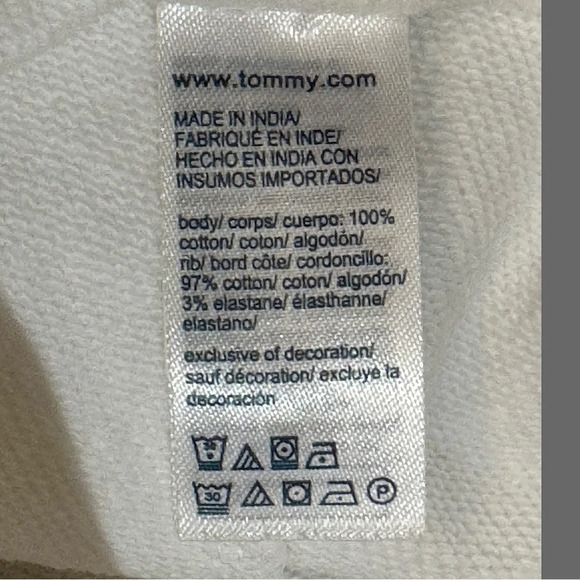 www.tommy.com
MADE IN INDIA/
FABRIQUÉ EN INDE/
HECHO EN INDIA CON
INSUMOS IMPORTADOS/
body/ corps/ cuerpo: 100%
cotton/ coton/ algodón/
rib/ bord côte/ cordoncillo:
97% cotton/ coton/ algodón/
3% elastane/ élasthanne/
elastano/
exclusive of decoration/
sauf décoration/ excluye la
decoración
30
30 P